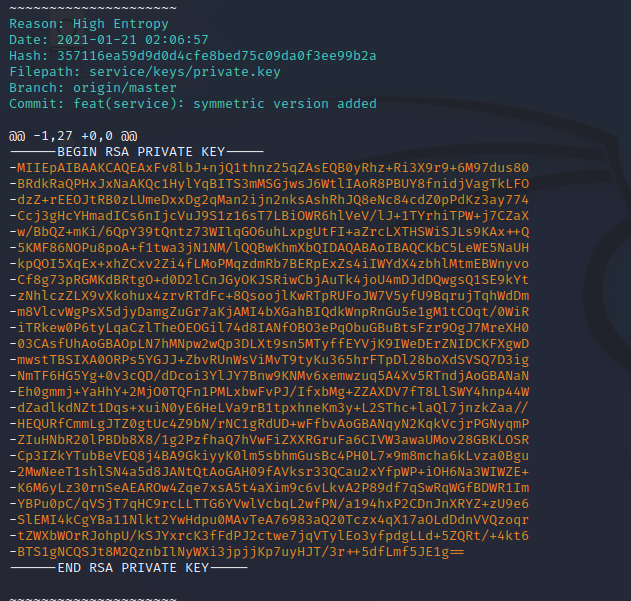 ~~~~~~~~~~~~~~~~~~~~~
Reason: High Entropy
Date: 2021-01-21 02:06:57
Hash: 357116ea59d9d0d4cfe8bed75c09da0f3ee99b2a
Filepath: service/keys/private.key
Branch: origin/master
Commit: feat(service): symmetric version added
@@ -1,27 +0,0 @@
------BEGIN RSA PRIVATE KEY-----
-MIIEpAIBAAKCAQEAxFv8lbJ+njQ1thnz25qZAsEQB0yRhz+Ri3X9r9+6M97dus80
-BRdkRaQPHxJxNaAKQc1HylYqBITS3mMSGjwsJ6WtlIAoR8PBUY8fnidjVagTkLFO
-dzZ+rEEOJtRB0zLUmeDxxDg2qMan2ijn2nksAshRhJQ8eNc84cdZ0pPdKz3ay774
-Ccj3gHcYHmadICs6nIjcVuJ9S1z16sT7LBiOWR6hlVeV/lJ+1TYrhiTPW+j7CZaX
-w/BbQZ+mKi/6QpY39tQntz73WIlqGO6uhLxpgUtFI+aZrcLXTHSWiSJLs9KAx++Q
-5KMF86NOPu8poA+f1twa3jN1NM/lQQBwKhmXbQIDAQABAoIBAQCKbC5LeWE5NaUH
-kpQOI5XqEx+xhZCxv2Zi4fLMoPMqzdmRb7BERpExZs4iIWYdX4zbhlMtmEBWnyvo
-Cf8g73pRGMKdBRtgO+d0D2lCnJGyOKJSRiwCbjAuTk4joU4mDJdDQwgsQ1SE9kYt
-zNhlczZLX9vXkohux4zrvRTdFc+8QsoojlKwRTpRUFoJW7V5yfU9BqrujTqhWdDm
-m8VlcvWgPsX5djyDamgZuGr7aKjAMI4bXGahBIQdkWnpRnGu5e1gM1tCOqt/0WiR
-iTRkew0P6tyLqaCzlTheOEOGil74d8IANfOBO3ePqObuGBuBtsFzr9OgJ7MreXH0
-03CAsfUhAoGBAOpLN7hMNpw2wQp3DLXt9sn5MTyffEYVjK9IWeDErZNIDCKFXgwD
-mwstTBSIXA0ORPs5YGJJ+ZbvRUnWsViMvT9tyKu365hrFTpDl28boXdSVSQ7D3ig
-NmTF6HG5Yg+0v3cQD/dDcoi3YlJY7Bnw9KNMv6xemwzuq5A4Xv5RTndjAoGBANaN
-Eh0gmmj+YaHhY+2MjO0TQFn1PMLxbwFvPJ/IfxbMg+ZZAXDV7fT8LlSWY4hnp44W
-dZadlkdNZt1Dqs+xuiN0yE6HeLVa9rB1tpxhneKm3y+L2SThc+laQl7jnzkZaa//
-HEQURfCmmLgJTZ0gtUc4Z9bN/rNC1gRdUD+wFfbvAoGBANqyN2KqkVcjrPGNyqmP
-ZIuHNbR20lPBDb8X8/1g2PzfhaQ7hVwFiZXXRGruFa6CIVW3awaUMov28GBKLOSR
-Cp3IZkYTubBeVEQ8j4BA9GkiyyK0lm5sbhmGusBc4PH0L7×9m8mcha6kLvza0Bgu
-2MwNeeT1shlSN4a5d8JANtQtAoGAH09fAVksr33QCau2xYfpWP+iOH6Na3WIWZE+
-K6M6yLz30rnSeAEAROw4Zqe7xsA5t4aXim9c6vLkvA2P89df7qSwRqWGfBDWR1Im
-YBPu0pC/qVSjT7qHC9rcLLTTG6YVwlVcbqL2wfPN/a194hxP2CDnJnXRYZ+zU9e6
-SlEMI4kCgYBa11Nlkt2YwHdpu0MAvTeA76983aQ20Tczx4qX17aOLdDdnVVQzoqr
-tZWXbWOrRJohpU/kSJYxrcK3fFdPJ2ctwe7jqVTylEo3yfpdgLLd+5ZQRt/+4kt6
-BTS1gNCQSJt8M2QznbIlNyWXi3jpjjKp7uyHJT/3r++5dfLmf5JE1g==
------END RSA PRIVATE KEY-----
~~~~~~~~~~~~~~~~~~~~~